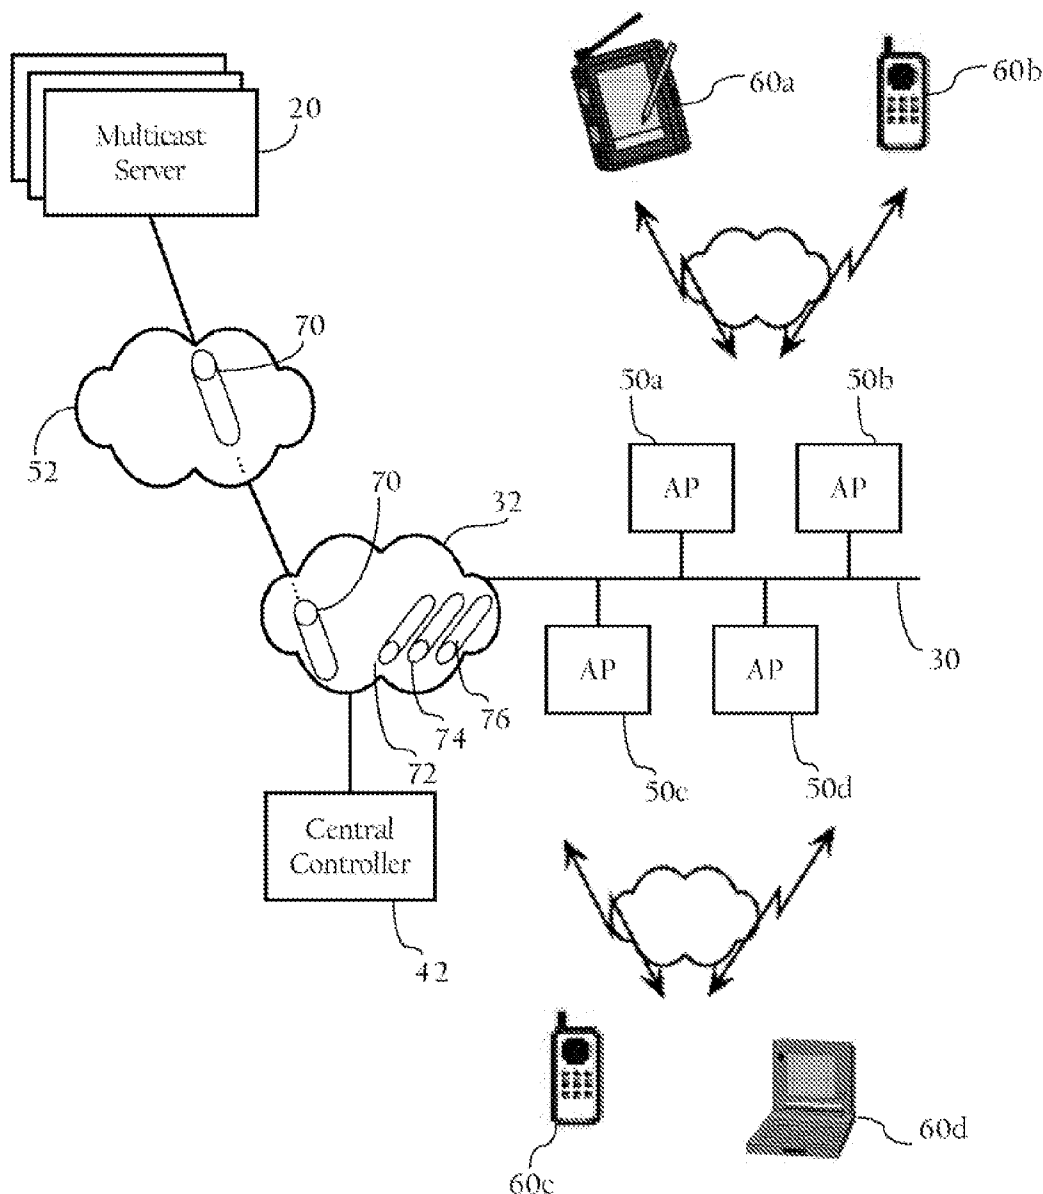 60a
60b
20
Multicast
Server
70
50a
50b
52
AP
AP
70
32
30
AP
AP
76
74
72
50c
50d
Central
Controller
42
60c
60d